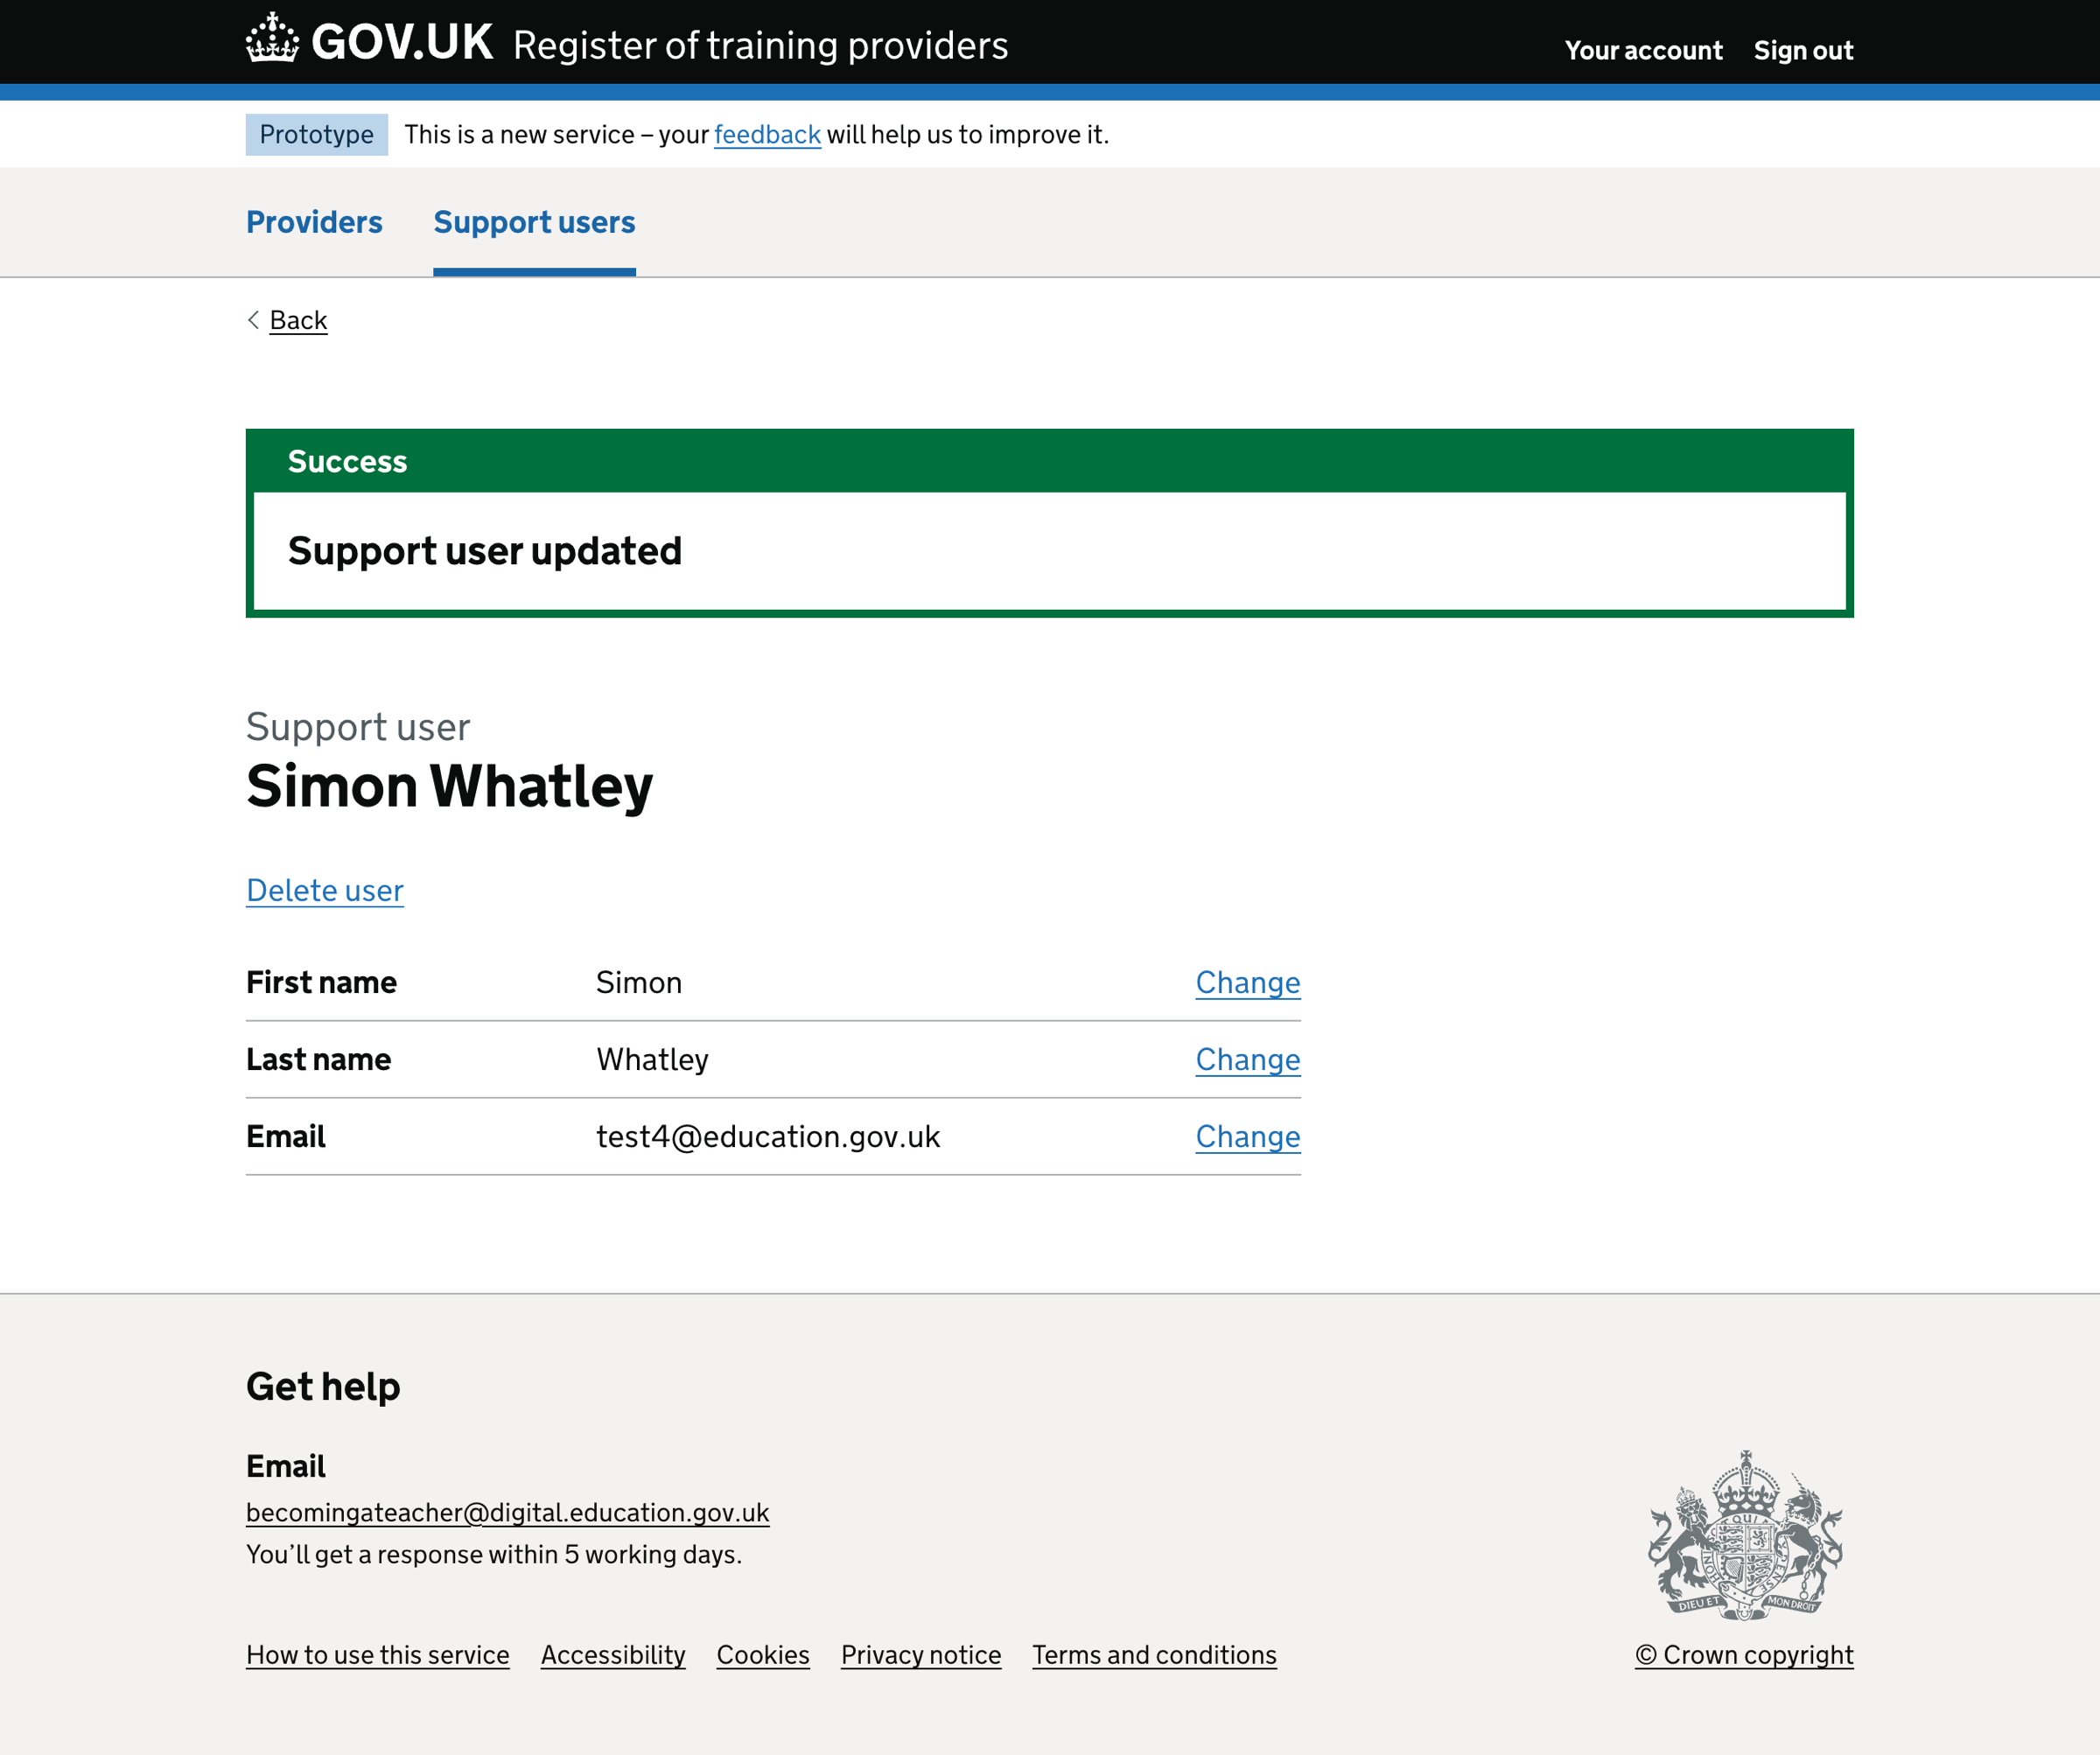 GOV.UK Register of training providers
Your account Sign out
Prototype This is a new service – your feedback will help us to improve it.
Providers Support users
Back
Success
Support user updated
Support user
Simon Whatley
Delete user
First name Simon Change
Last name Whatley Change
Email test4@education.gov.uk Change
Get help
Email
becomingateacher@digital.education.gov.uk
You’ll get a response within 5 working days.
DIEU ET MON DROIT
How to use this service Accessibility Cookies Privacy notice Terms and conditions
© Crown copyright